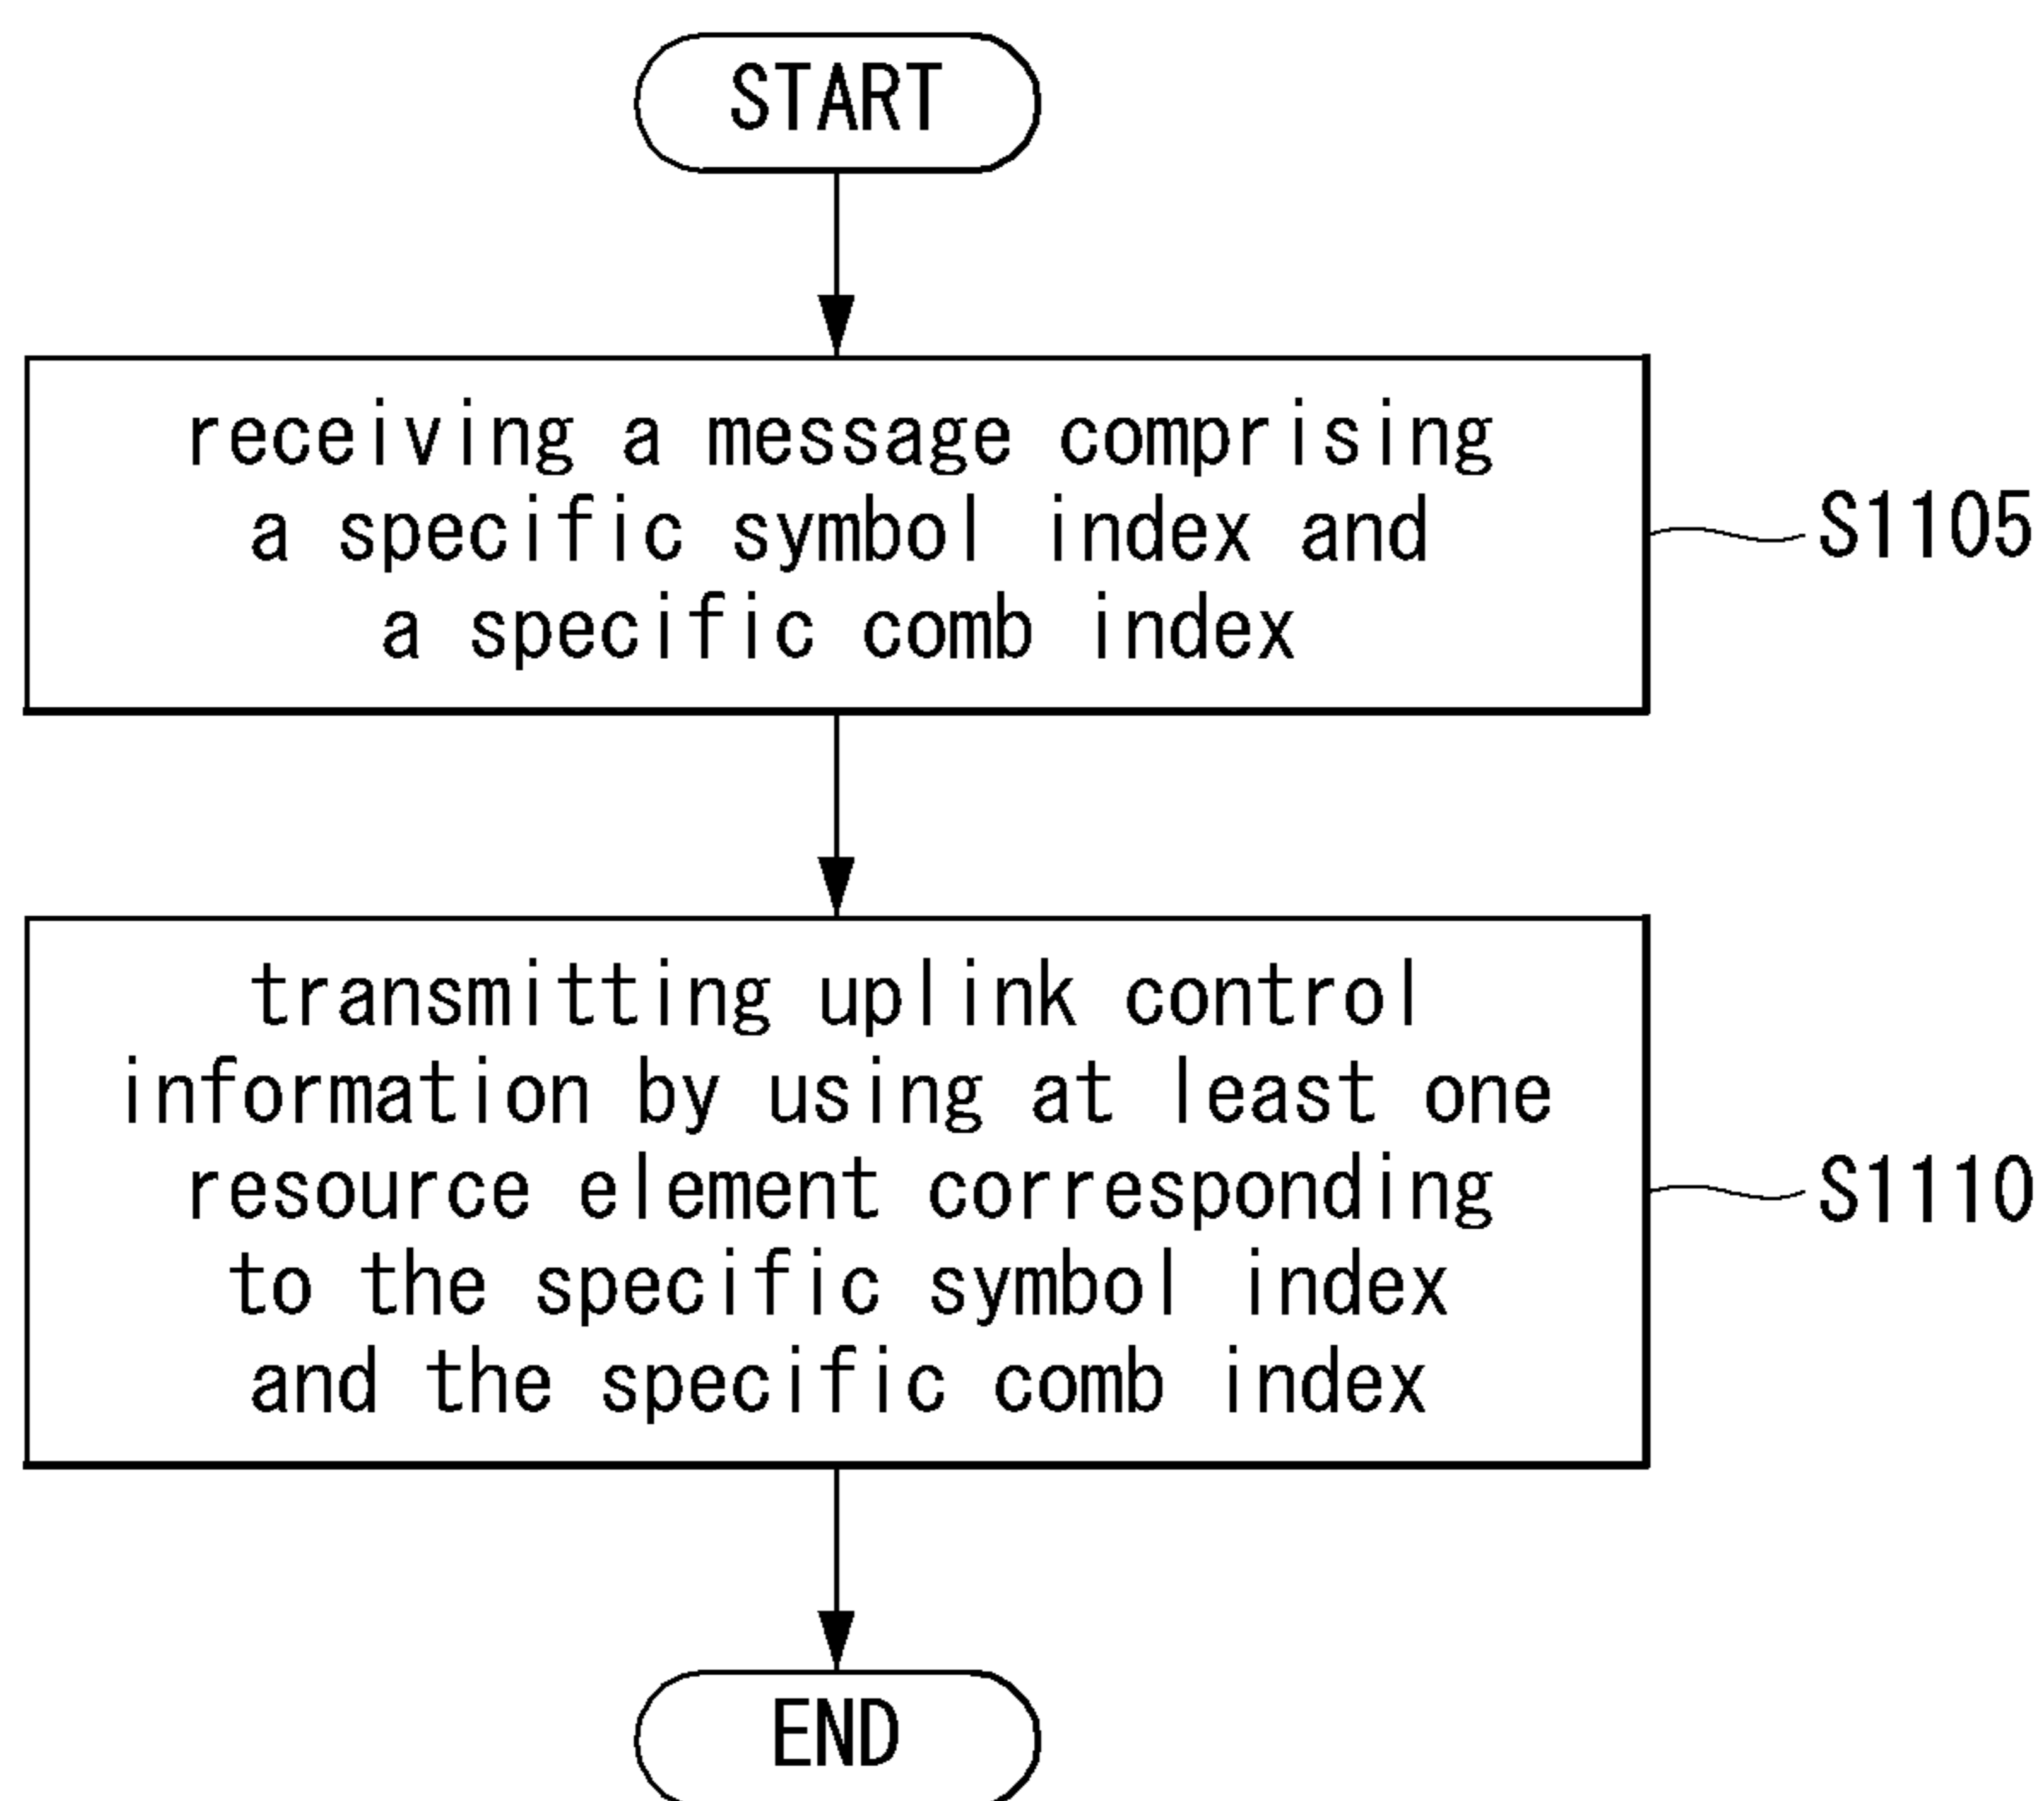 START
receiving a message comprising
a specific symbol index and
a specific comb index
S1105
transmitting uplink control
information by using at least one
resource element corresponding
to the specific symbol index
and the specific comb index
S1110
END